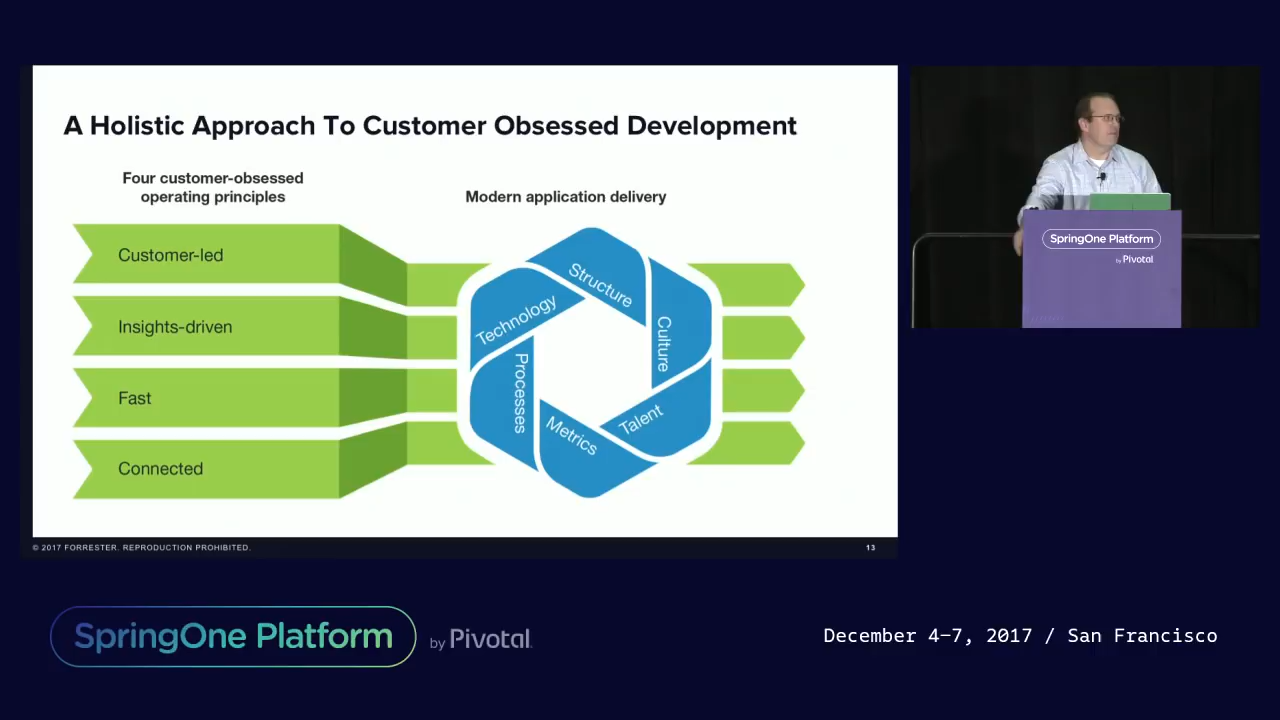 A Holistic Approach To Customer Obsessed Development
Four customer-obsessed
operating principles
Modern application delivery
Customer-led
Insights-driven
Fast
Connected
Structure
Culture
Talent
Metrics
Processes
Technology
© 2017 FORRESTER. REPRODUCTION PROHIBITED.
13
SpringOne Platform
by Pivotal
SpringOne Platform by Pivotal.
December 4–7, 2017 / San Francisco